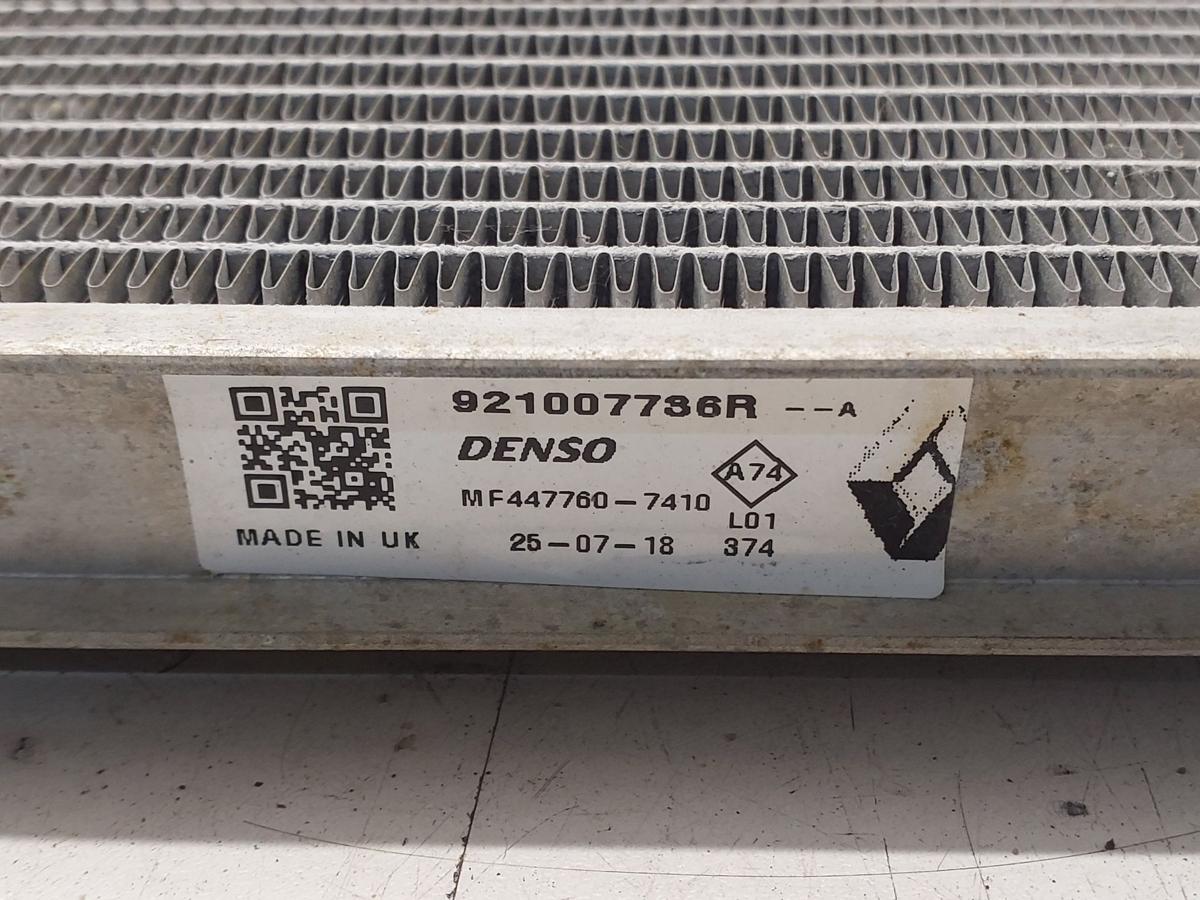 921007736R --A
DENSO
A74
MF447760-7410
L01
MADE IN UK
25-07-18
374